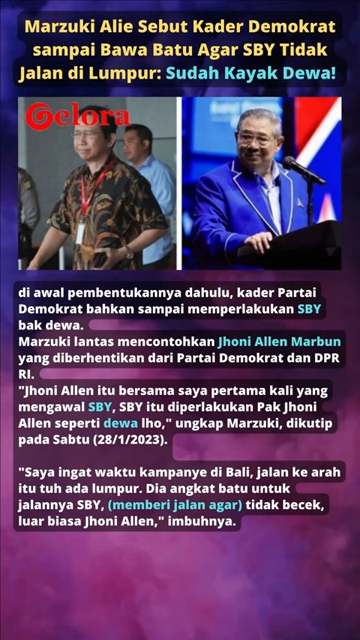 Marzuki Alie Sebut Kader Demokrat
sampai Bawa Batu Agar SBY Tidak
Jalan di Lumpur: Sudah Kayak Dewa!
Gelora
di awal pembentukannya dahulu, kader Partai
Demokrat bahkan sampai memperlakukan SBY
bak dewa.
Marzuki lantas mencontohkan Jhoni Allen Marbun
yang diberhentikan dari Partai Demokrat dan DPR
RI.
"Jhoni Allen itu bersama saya pertama kali yang
mengawal SBY, SBY itu diperlakukan Pak Jhoni
Allen seperti dewa lho," ungkap Marzuki, dikutip
pada Sabtu (28/1/2023).
"Saya ingat waktu kampanye di Bali, jalan ke arah
itu tuh ada lumpur. Dia angkat batu untuk
jalannya SBY, (memberi jalan agar) tidak becek,
luar biasa Jhoni Allen," imbuhnya.